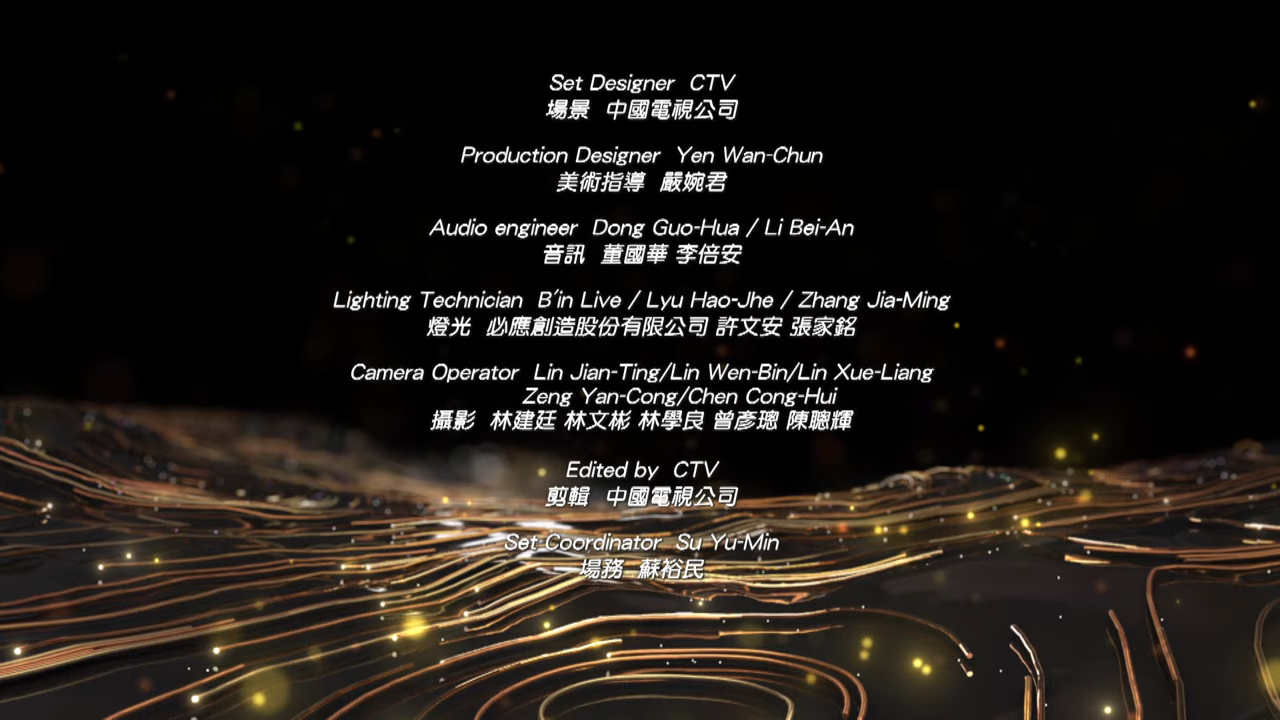 Set Designer CTV
場景 中國電視公司
Production Designer Yen Wan-Chun
美術指導 嚴婉君
Audio engineer Dong Guo-Hua / Li Bei-An
音訊 董國華 李倍安
Lighting Technician B'in Live / Lyu Hao-Jhe / Zhang Jia-Ming
燈光 必應創造股份有限公司 許文安 張家銘
Camera Operator Lin Jian-Ting/Lin Wen-Bin/Lin Xue-Liang
Zeng Yan-Cong/Chen Cong-Hui
攝影 林建廷 林文彬 林學良 曾彥璁 陳聰輝
Edited by CTV
剪輯 中國電視公司
Set Coordinator Su Yu-Min
場務 蘇裕民